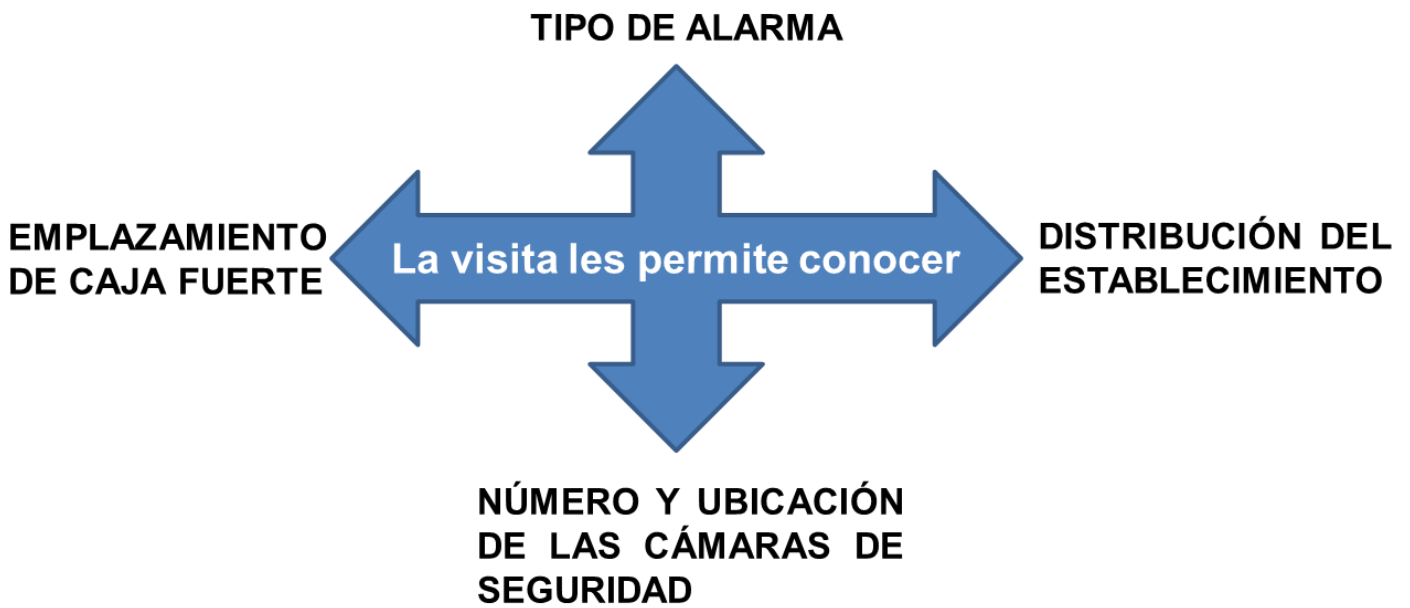 TIPO DE ALARMA
EMPLAZAMIENTO
DE CAJA FUERTE
La visita les permite conocer
DISTRIBUCIÓN DEL
ESTABLECIMIENTO
NÚMERO Y UBICACIÓN
DE LAS CÁMARAS DE
SEGURIDAD